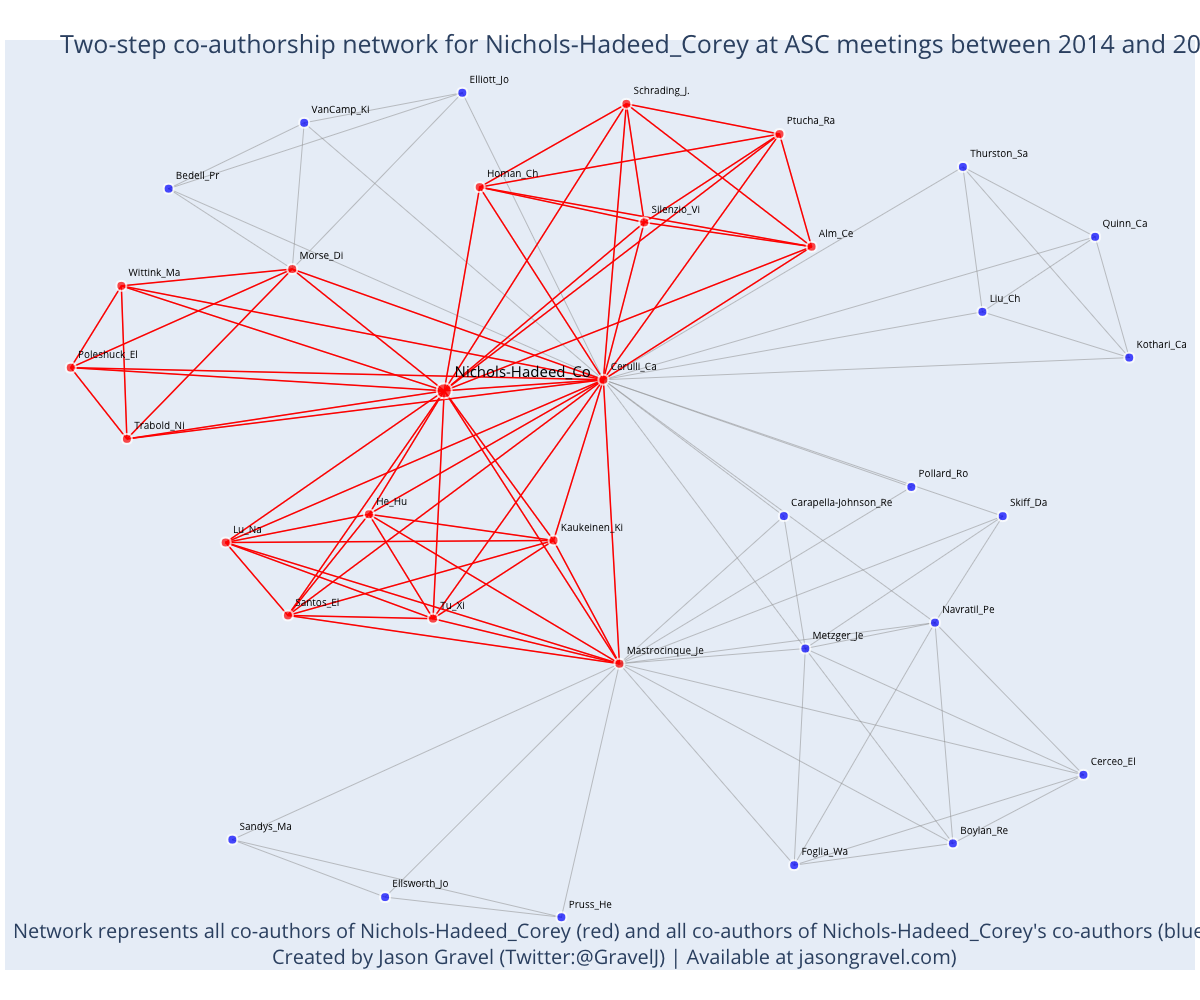 Two-step co-authorship network for Nichols-Hadeed_Corey at ASC meetings between 2014 and 20
Elliott_Jo
Schrading_J.
VanCamp_Ki
Ptucha_Ra
Thurston_Sa
Bedell_Pr
Homan_Ch
Silenzio_Vi
Quinn_Ca
Alm_Ce
Morse_Di
Wittink_Ma
Liu_Ch
Kothari_Ca
Poleshuck_El
Nichols-Hadeed_Co
Cerulli_Ca
Trabold_Ni
Pollard_Ro
He_Hu
Carapella-Johnson_Re
Skiff_Da
Lu_Na
Kaukeinen_Ki
Santos_El
Tu_Xi
Navratil_Pe
Metzger_Je
Mastrocinque_Je
Cerceo_El
Sandys_Ma
Boylan_Re
Foglia_Wa
Ellsworth_Jo
Pruss_He
Network represents all co-authors of Nichols-Hadeed_Corey (red) and all co-authors of Nichols-Hadeed_Corey's co-authors (blue
Created by Jason Gravel (Twitter:@GravelJ) | Available at jasongravel.com)